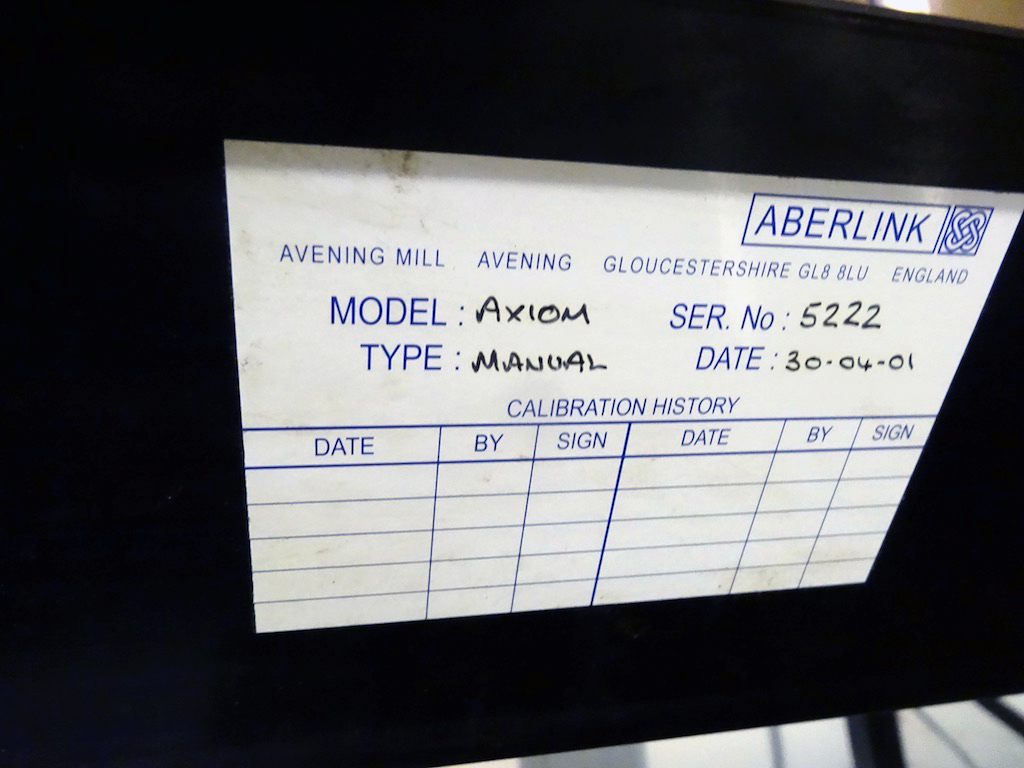 ABERLINK
AVENING MILL AVENING GLOUCESTERSHIRE GL8 8LU ENGLAND
MODEL : AXIOM SER. No : 5222
TYPE : MANUAL DATE : 30-04-01
CALIBRATION HISTORY
DATE BY SIGN DATE BY SIGN